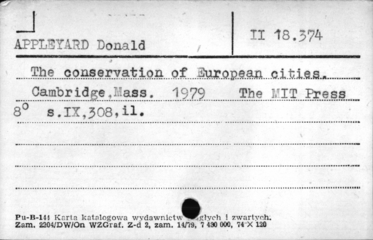 APPLEYARD Donald
II 18.374
The conservation of European cities.
Cambridge,Mass. 1979 The MIT Press
8° s.IX,308,il.
Pu-B-144 Karta katalogowa wydawnictw i zwartych.
Zam. 2204/DW/On WZGraf. Z-d 2, zam. 14/79, 7 490 000, 74 X 120